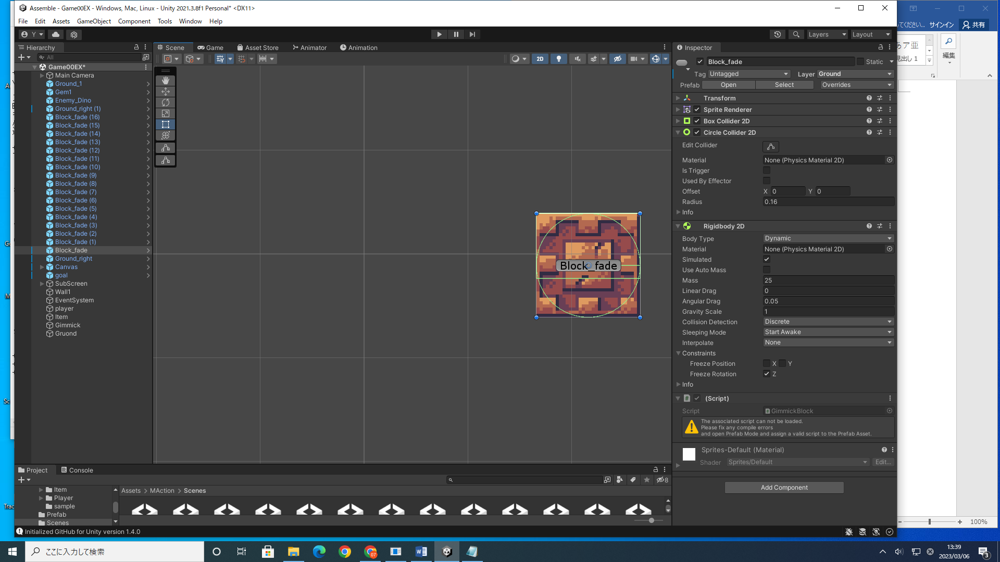 Assemble - Game00EX - Windows, Mac, Linux - Unity 2021.3.8f1 Personal* <DX11>
File Edit Assets GameObject Component Tools Window Help
てください.. サインイン 共有
Y Layers Layout
Hierarchy
All
Game00EX*
Main Camera
Ground_1
Gem1
Enemy_Dino
Ground_right (1)
Block_fade (16)
Block_fade (15)
Block_fade (14)
Block_fade (13)
Block_fade (12)
Block_fade (11)
Block_fade (10)
Block_fade (9)
Block_fade (8)
Block_fade (7)
Block_fade (6)
Block_fade (5)
Block_fade (4)
Block_fade (3)
Block_fade (2)
Block_fade (1)
Block_fade
Ground_right
Canvas
goal
SubScreen
Wall1
EventSystem
player
Item
Gimmick
Gruond
Scene Game Asset Store Animator Animation
2D
Block_fade
Inspector
Block_fade Static
Tag Untagged Layer Ground
Prefab Open Select Overrides
Transform
Sprite Renderer
Box Collider 2D
Circle Collider 2D
Edit Collider
Material None (Physics Material 2D)
Is Trigger
Used By Effector
Offset X 0 Y 0
Radius 0.16
Info
Rigidbody 2D
Body Type Dynamic
Material None (Physics Material 2D)
Simulated
Use Auto Mass
Mass 25
Linear Drag 0
Angular Drag 0.05
Gravity Scale 1
Collision Detection Discrete
Sleeping Mode Start Awake
Interpolate None
Constraints
Freeze Position X Y
Freeze Rotation Z
Info
(Script)
Script GimmickBlock
The associated script can not be loaded.
Please fix any compile errors
and open Prefab Mode and assign a valid script to the Prefab Asset.
Sprites-Default (Material)
Shader Sprites/Default Edit...
Add Component
Project Console
8
Item
Player
sample
Prefab
Scenes
Assets > MAction > Scenes
Initialized GitHub for Unity version 1.4.0
あア亜
見出し 1
編集
100%
ここに入力して検索
07
13:39
2023/03/06
3